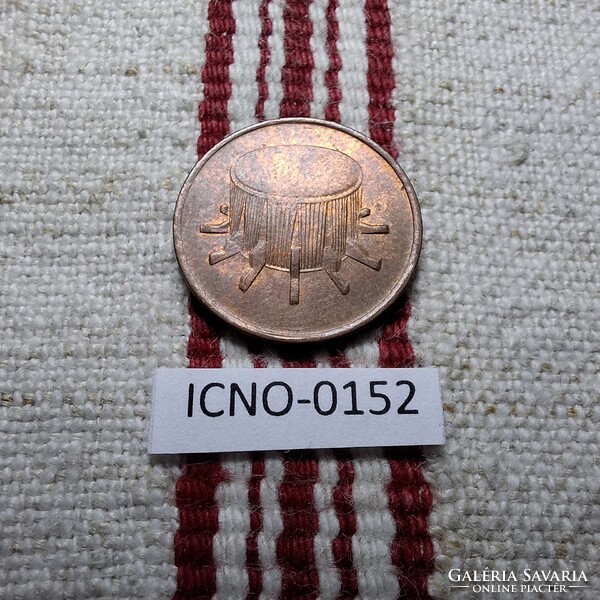 ICNO-0152
GALÉRIA SAVARIA
ONLINE PIACTÉR